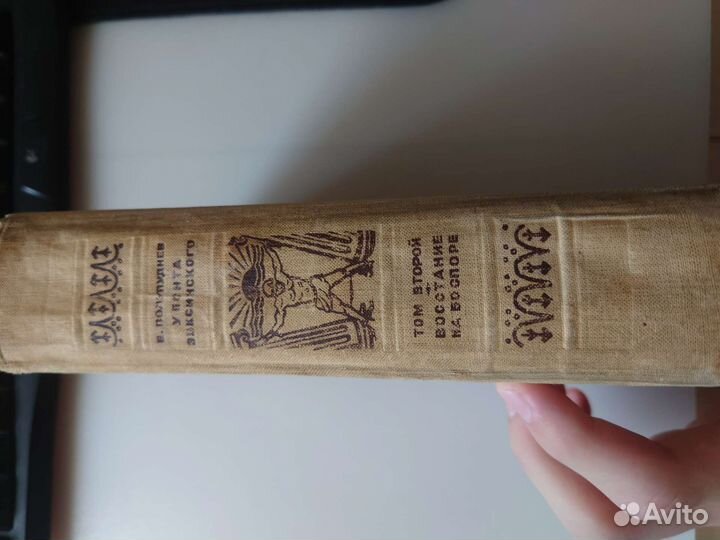 В. ПОЛУПУДНЕВ
У ПОНТА
ЭВКСИНСКОГО
ТОМ ВТОРОЙ
ВОССТАНИЕ
НА БОСПОРЕ
Avito